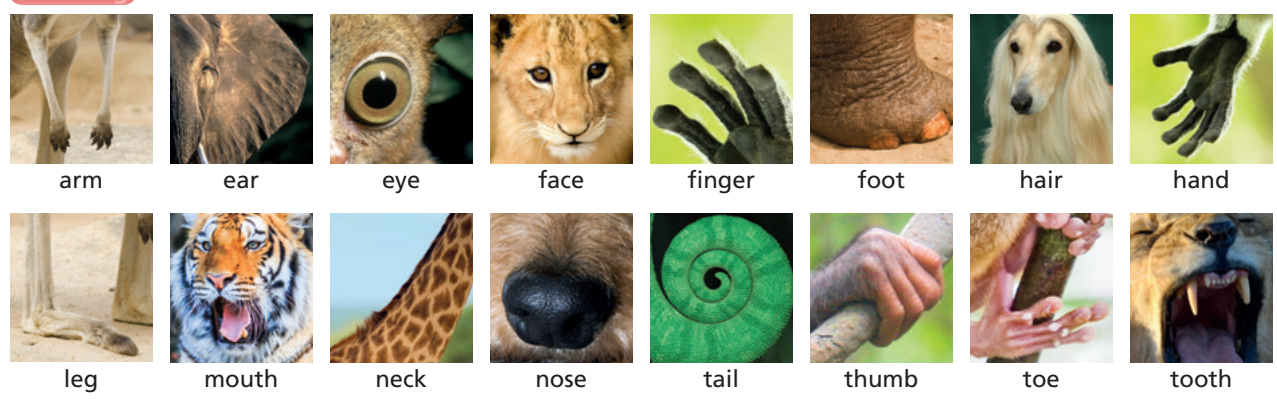 arm ear eye face finger foot hair hand
leg mouth neck nose tail thumb toe tooth